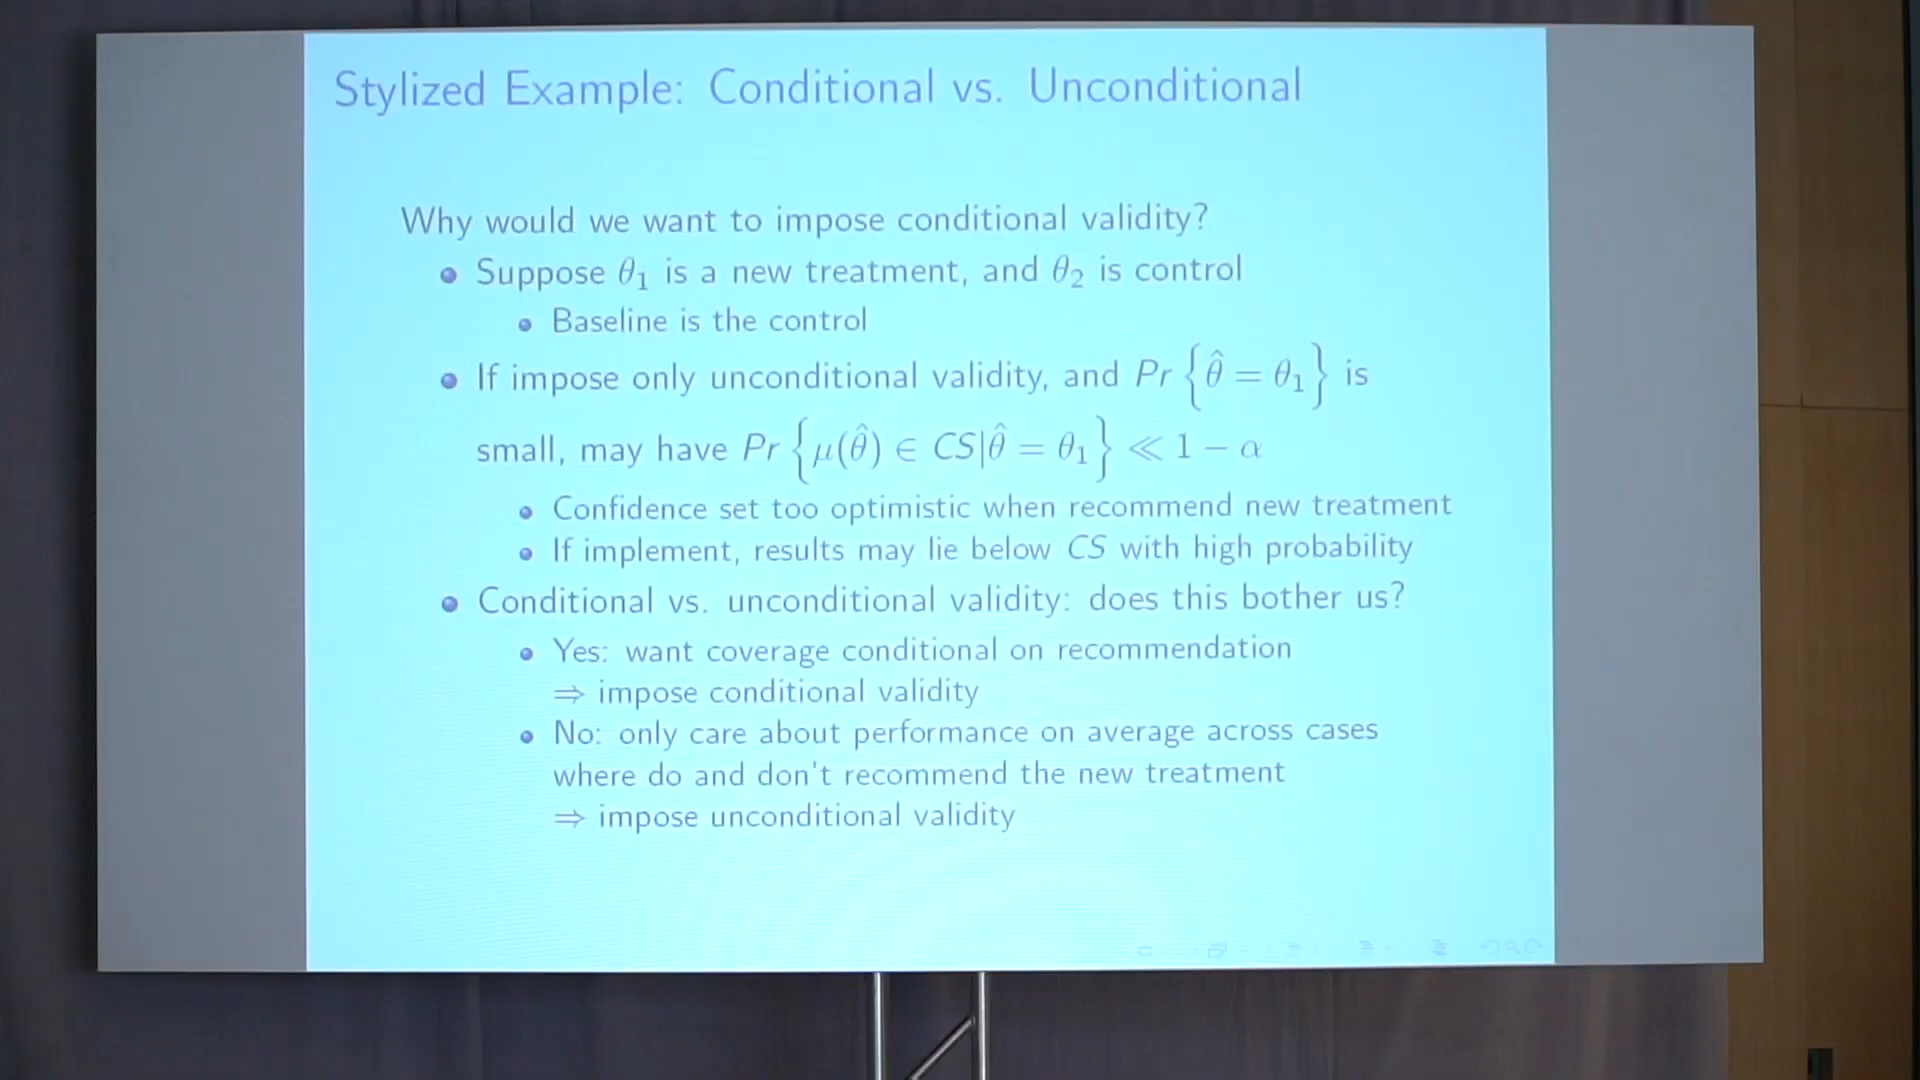 Stylized Example: Conditional vs. Unconditional
Why would we want to impose conditional validity?
Suppose θ₁ is a new treatment, and θ₂ is control
Baseline is the control
If impose only unconditional validity, and Pr {θ̂ = θ₁} is
small, may have Pr {μ(θ̂) ∈ CS|θ̂ = θ₁} ≪ 1 − α
Confidence set too optimistic when recommend new treatment
If implement, results may lie below CS with high probability
Conditional vs. unconditional validity: does this bother us?
Yes: want coverage conditional on recommendation
⇒ impose conditional validity
No: only care about performance on average across cases
where do and don't recommend the new treatment
⇒ impose unconditional validity